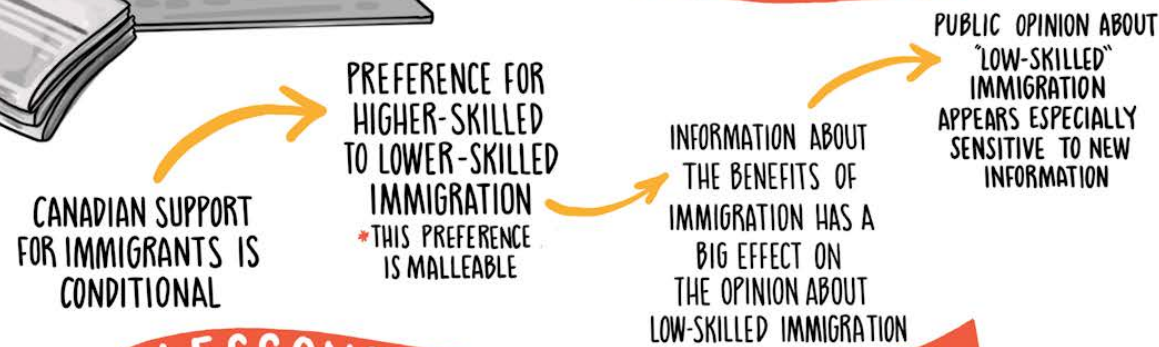 CANADIAN SUPPORT
FOR IMMIGRANTS IS
CONDITIONAL
PREFERENCE FOR
HIGHER-SKILLED
TO LOWER-SKILLED
IMMIGRATION
*THIS PREFERENCE
IS MALLEABLE
INFORMATION ABOUT
THE BENEFITS OF
IMMIGRATION HAS A
BIG EFFECT ON
THE OPINION ABOUT
LOW-SKILLED IMMIGRATION
PUBLIC OPINION ABOUT
"LOW-SKILLED"
IMMIGRATION
APPEARS ESPECIALLY
SENSITIVE TO NEW
INFORMATION